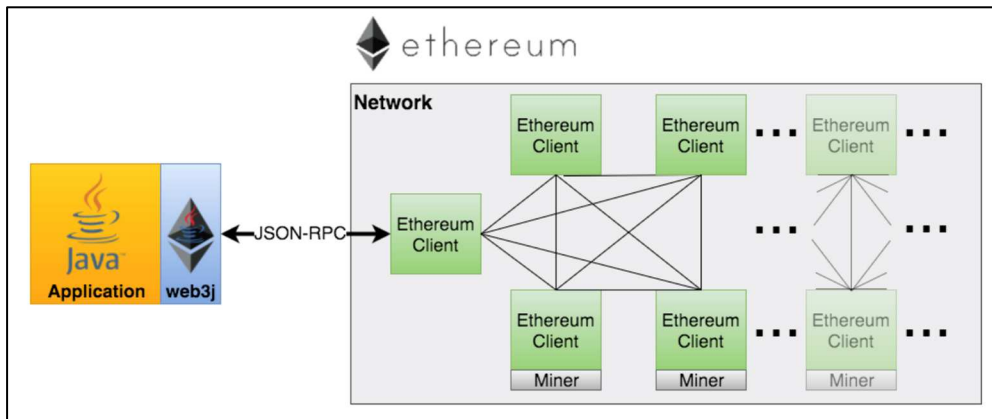 ethereum
Network
Ethereum
Client
Ethereum
Client
...
Ethereum
Client
...
Java™
Application
web3j
JSON-RPC
Ethereum
Client
...
...
Ethereum
Client
Miner
Ethereum
Client
Miner
...
Ethereum
Client
Miner
...